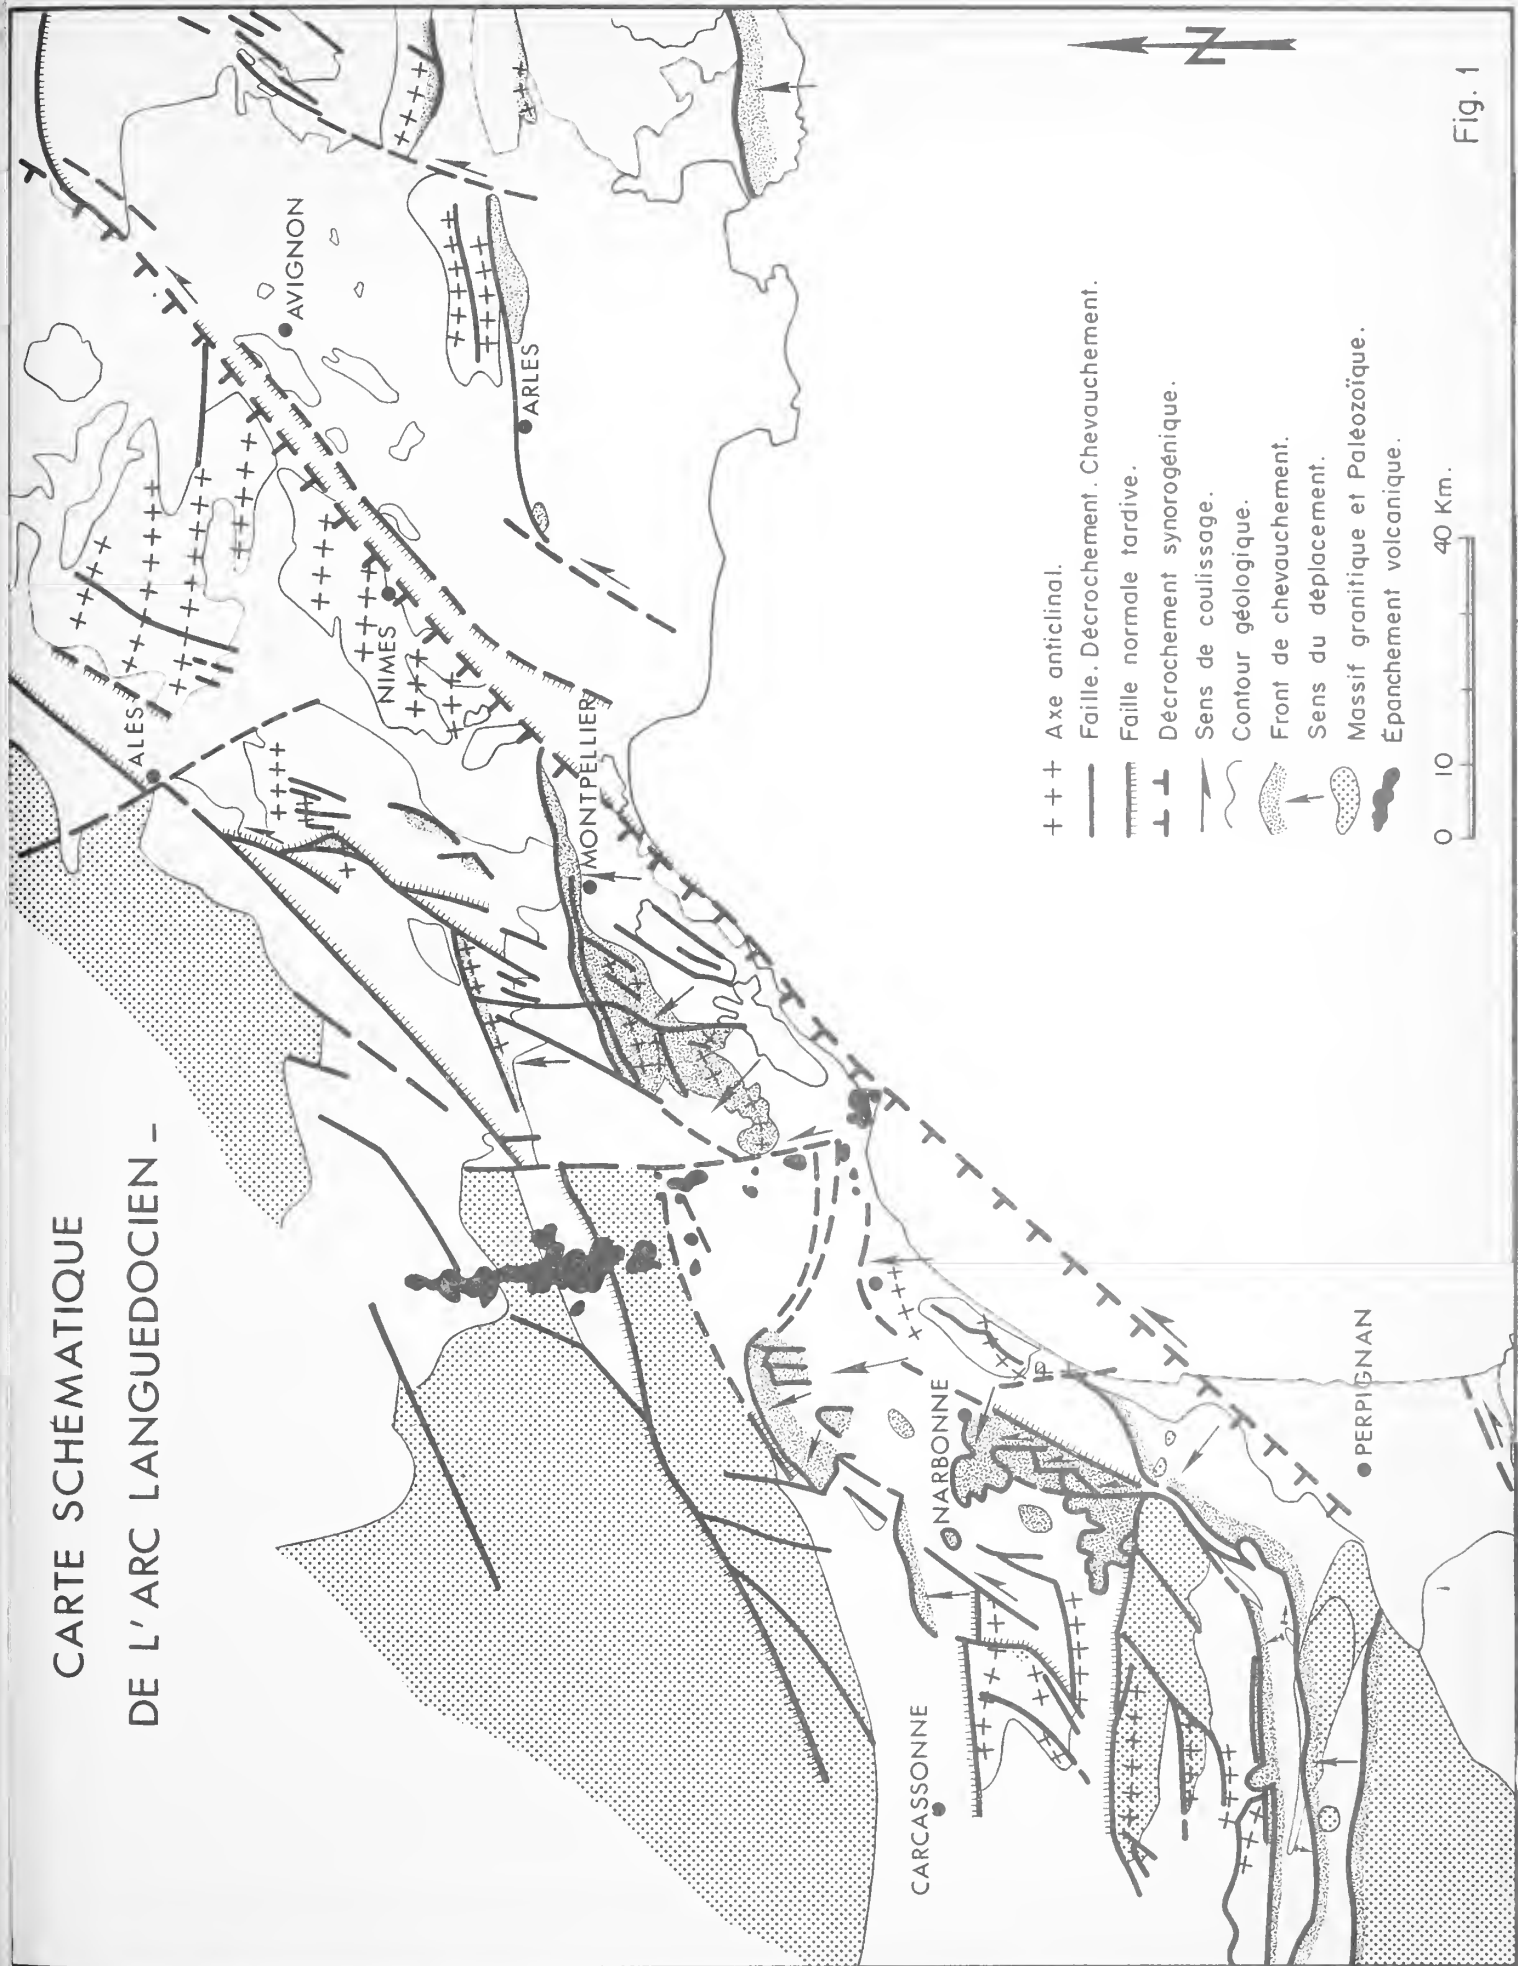 CARTE SCHÉMATIQUE
DE L'ARC LANGUEDOCIEN _
ALÈS
AVIGNON
NIMES
ARLES
MONTPELLIER
NARBONNE
CARCASSONNE
PERPIGNAN
N
+ + + Axe anticlinal.
Faille. Décrochement. Chevauchement.
Faille normale tardive.
Décrochement synorogénique.
Sens de coulissage.
Contour géologique.
Front de chevauchement.
Sens du déplacement.
Massif granitique et Paléozoïque.
Épanchement volcanique.
0 10 40 Km.
Fig. 1